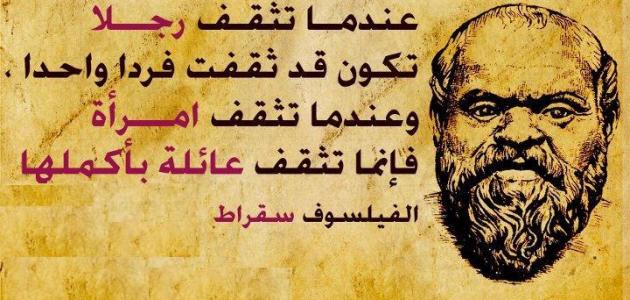 عندما تثقف رجلا
تكون قد ثقفت فردا واحدا .
وعندما تثقف امرأة
فإنما تثقف عائلة بأكملها
الفيلسوف سقراط